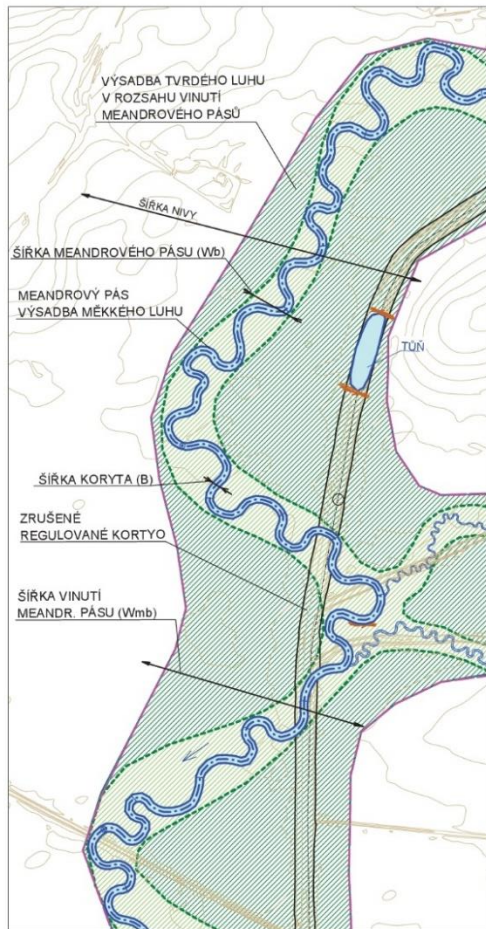 VÝSADBA TVRDÉHO LUHU
V ROZSAHU VINUTÍ
MEANDROVÉHO PÁSŮ
ŠÍŘKA NIVY
ŠÍŘKA MEANDROVÉHO PÁSU (Wb)
MEANDROVÝ PÁS
VÝSADBA MĚKKÉHO LUHU
TŮŇ
ŠÍŘKA KORYTA (B)
ZRUŠENÉ
REGULOVANÉ KORTYO
ŠÍŘKA VINUTÍ
MEANDR. PÁSU (Wmb)